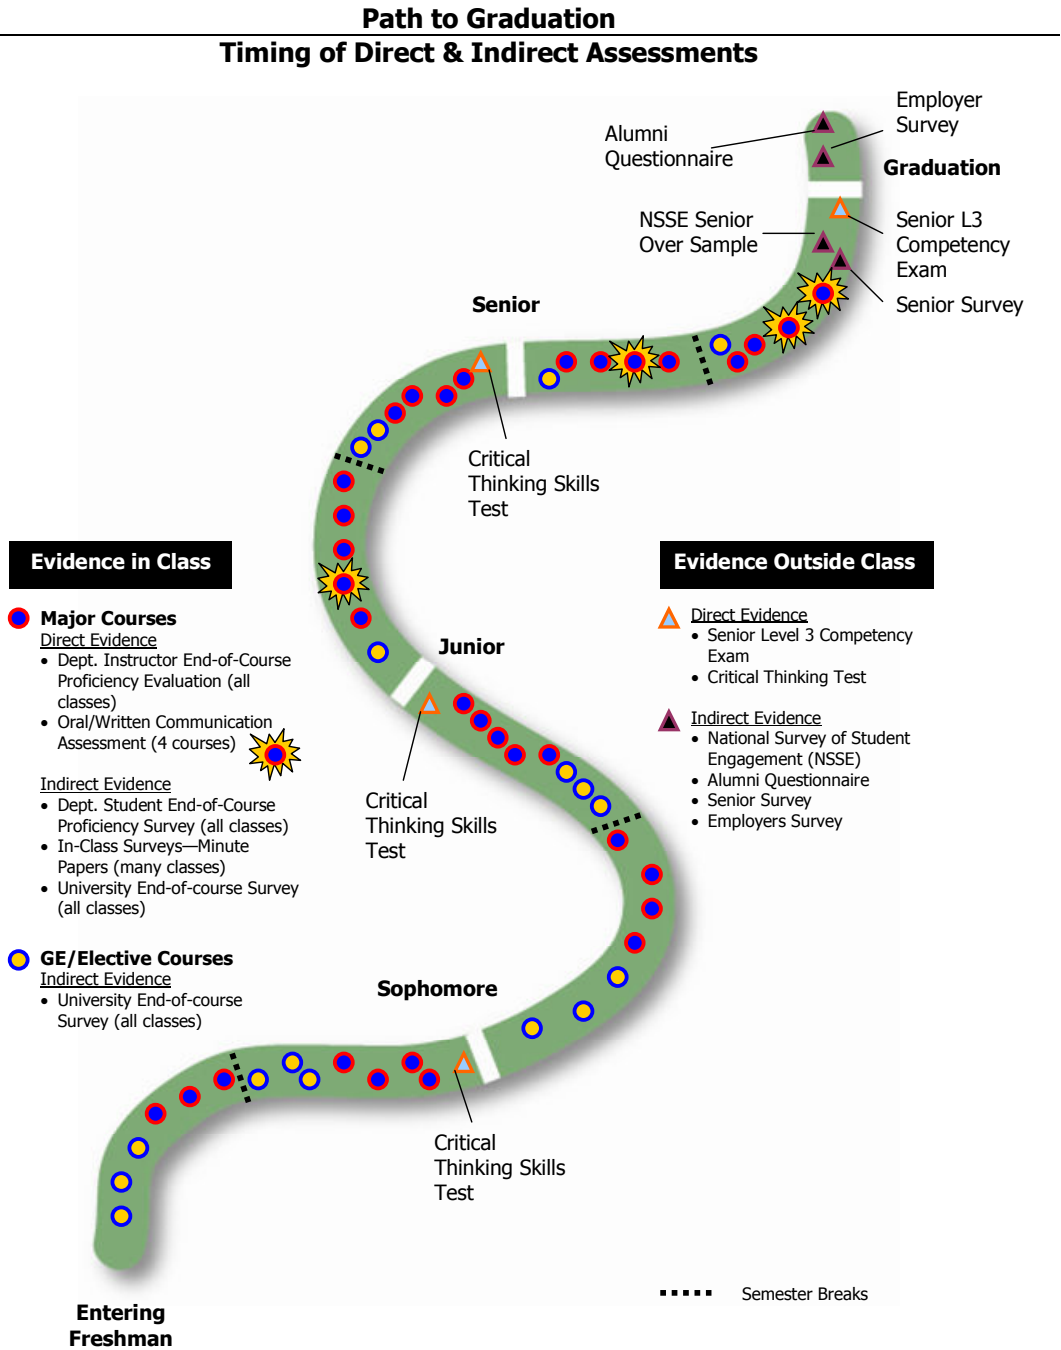 Path to Graduation
Timing of Direct & Indirect Assessments
Employer
Survey
Alumni
Questionnaire
Graduation
NSSE Senior
Over Sample
Senior L3
Competency
Exam
Senior Survey
Senior
Critical
Thinking Skills
Test
Evidence in Class
Major Courses
Direct Evidence
• Dept. Instructor End-of-Course
Proficiency Evaluation (all
classes)
• Oral/Written Communication
Assessment (4 courses)
Indirect Evidence
• Dept. Student End-of-Course
Proficiency Survey (all classes)
• In-Class Surveys—Minute
Papers (many classes)
• University End-of-course Survey
(all classes)
GE/Elective Courses
Indirect Evidence
• University End-of-course
Survey (all classes)
Evidence Outside Class
Direct Evidence
• Senior Level 3 Competency
Exam
• Critical Thinking Test
Indirect Evidence
• National Survey of Student
Engagement (NSSE)
• Alumni Questionnaire
• Senior Survey
• Employers Survey
Junior
Critical
Thinking Skills
Test
Sophomore
Critical
Thinking Skills
Test
Semester Breaks
Entering
Freshman